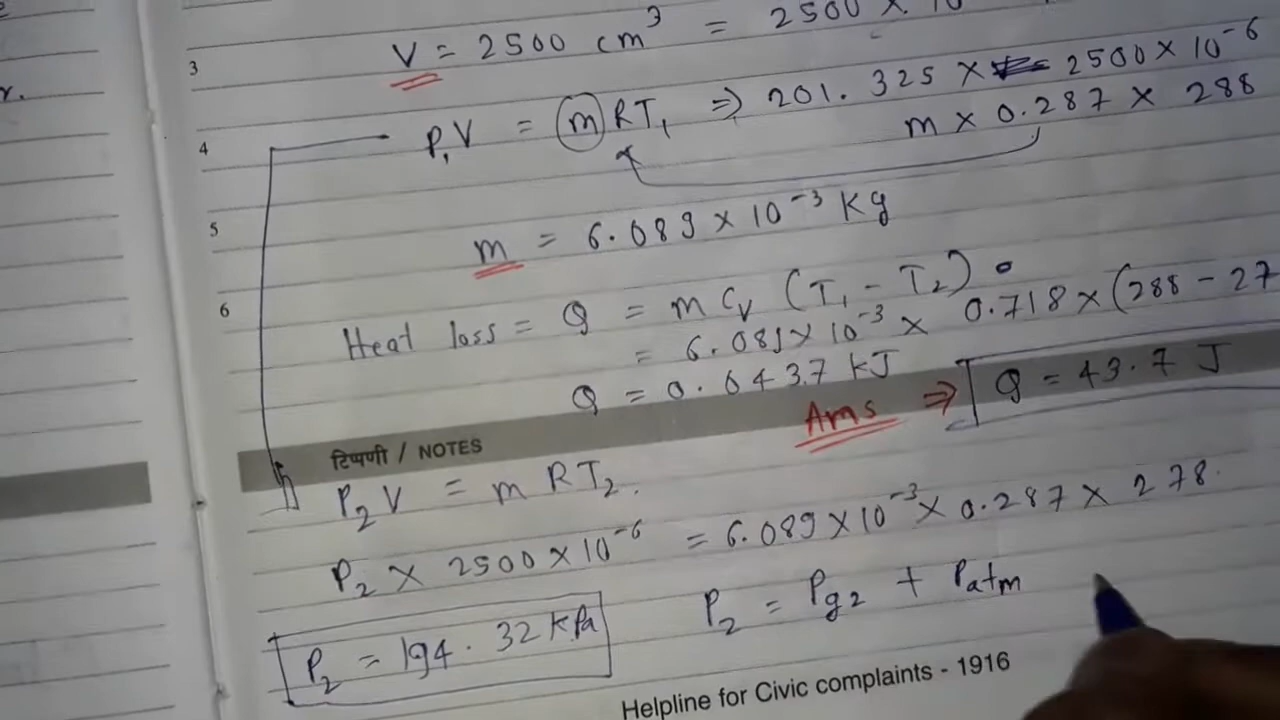 r.
3
V = 2500 cm³ = 2500 × 10
4
P₁V = mRT₁ ⇒ 201.325 × 2500 × 10⁻⁶
m × 0.287 × 288
5
m = 6.089 × 10⁻³ Kg
6
Heat loss = Q = m Cv (T₁ - T₂)
= 6.089 × 10⁻³ × 0.718 × (288 - 27
Q = 0.0437 kJ
Ams ⇒ Q = 43.7 J
टिप्पणी / NOTES
P₂V = m RT₂.
P₂ × 2500 × 10⁻⁶ = 6.089 × 10⁻³ × 0.287 × 278.
P₂ = 194.32 kPa
P₂ = Pg₂ + Patm
Helpline for Civic complaints - 1916